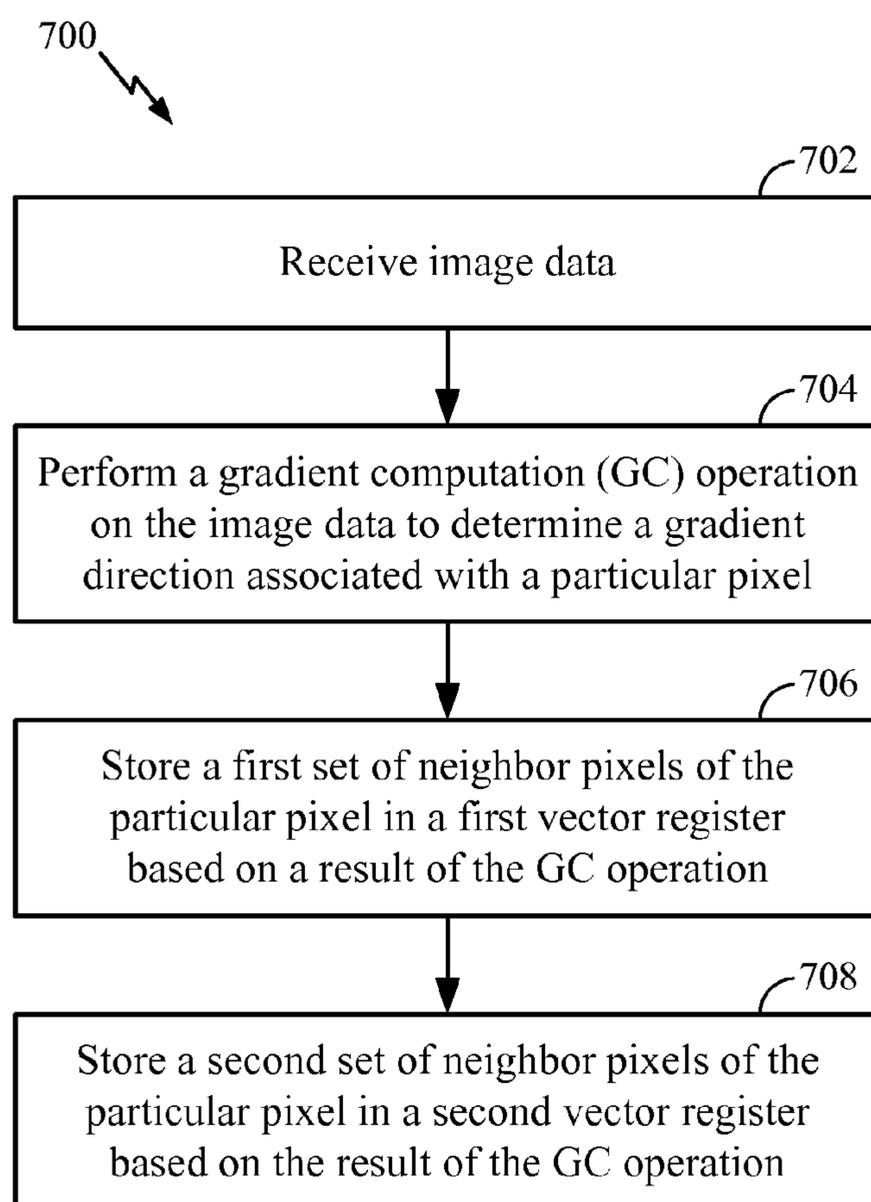 700
702
Receive image data
704
Perform a gradient computation (GC) operation
on the image data to determine a gradient
direction associated with a particular pixel
706
Store a first set of neighbor pixels of the
particular pixel in a first vector register
based on a result of the GC operation
708
Store a second set of neighbor pixels of the
particular pixel in a second vector register
based on the result of the GC operation